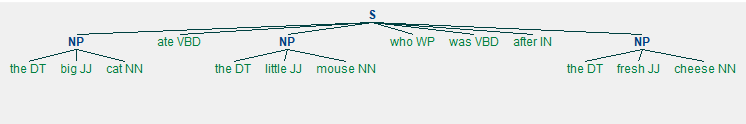 S
NP ate VBD NP who WP was VBD after IN NP
the DT big JJ cat NN the DT little JJ mouse NN the DT fresh JJ cheese NN